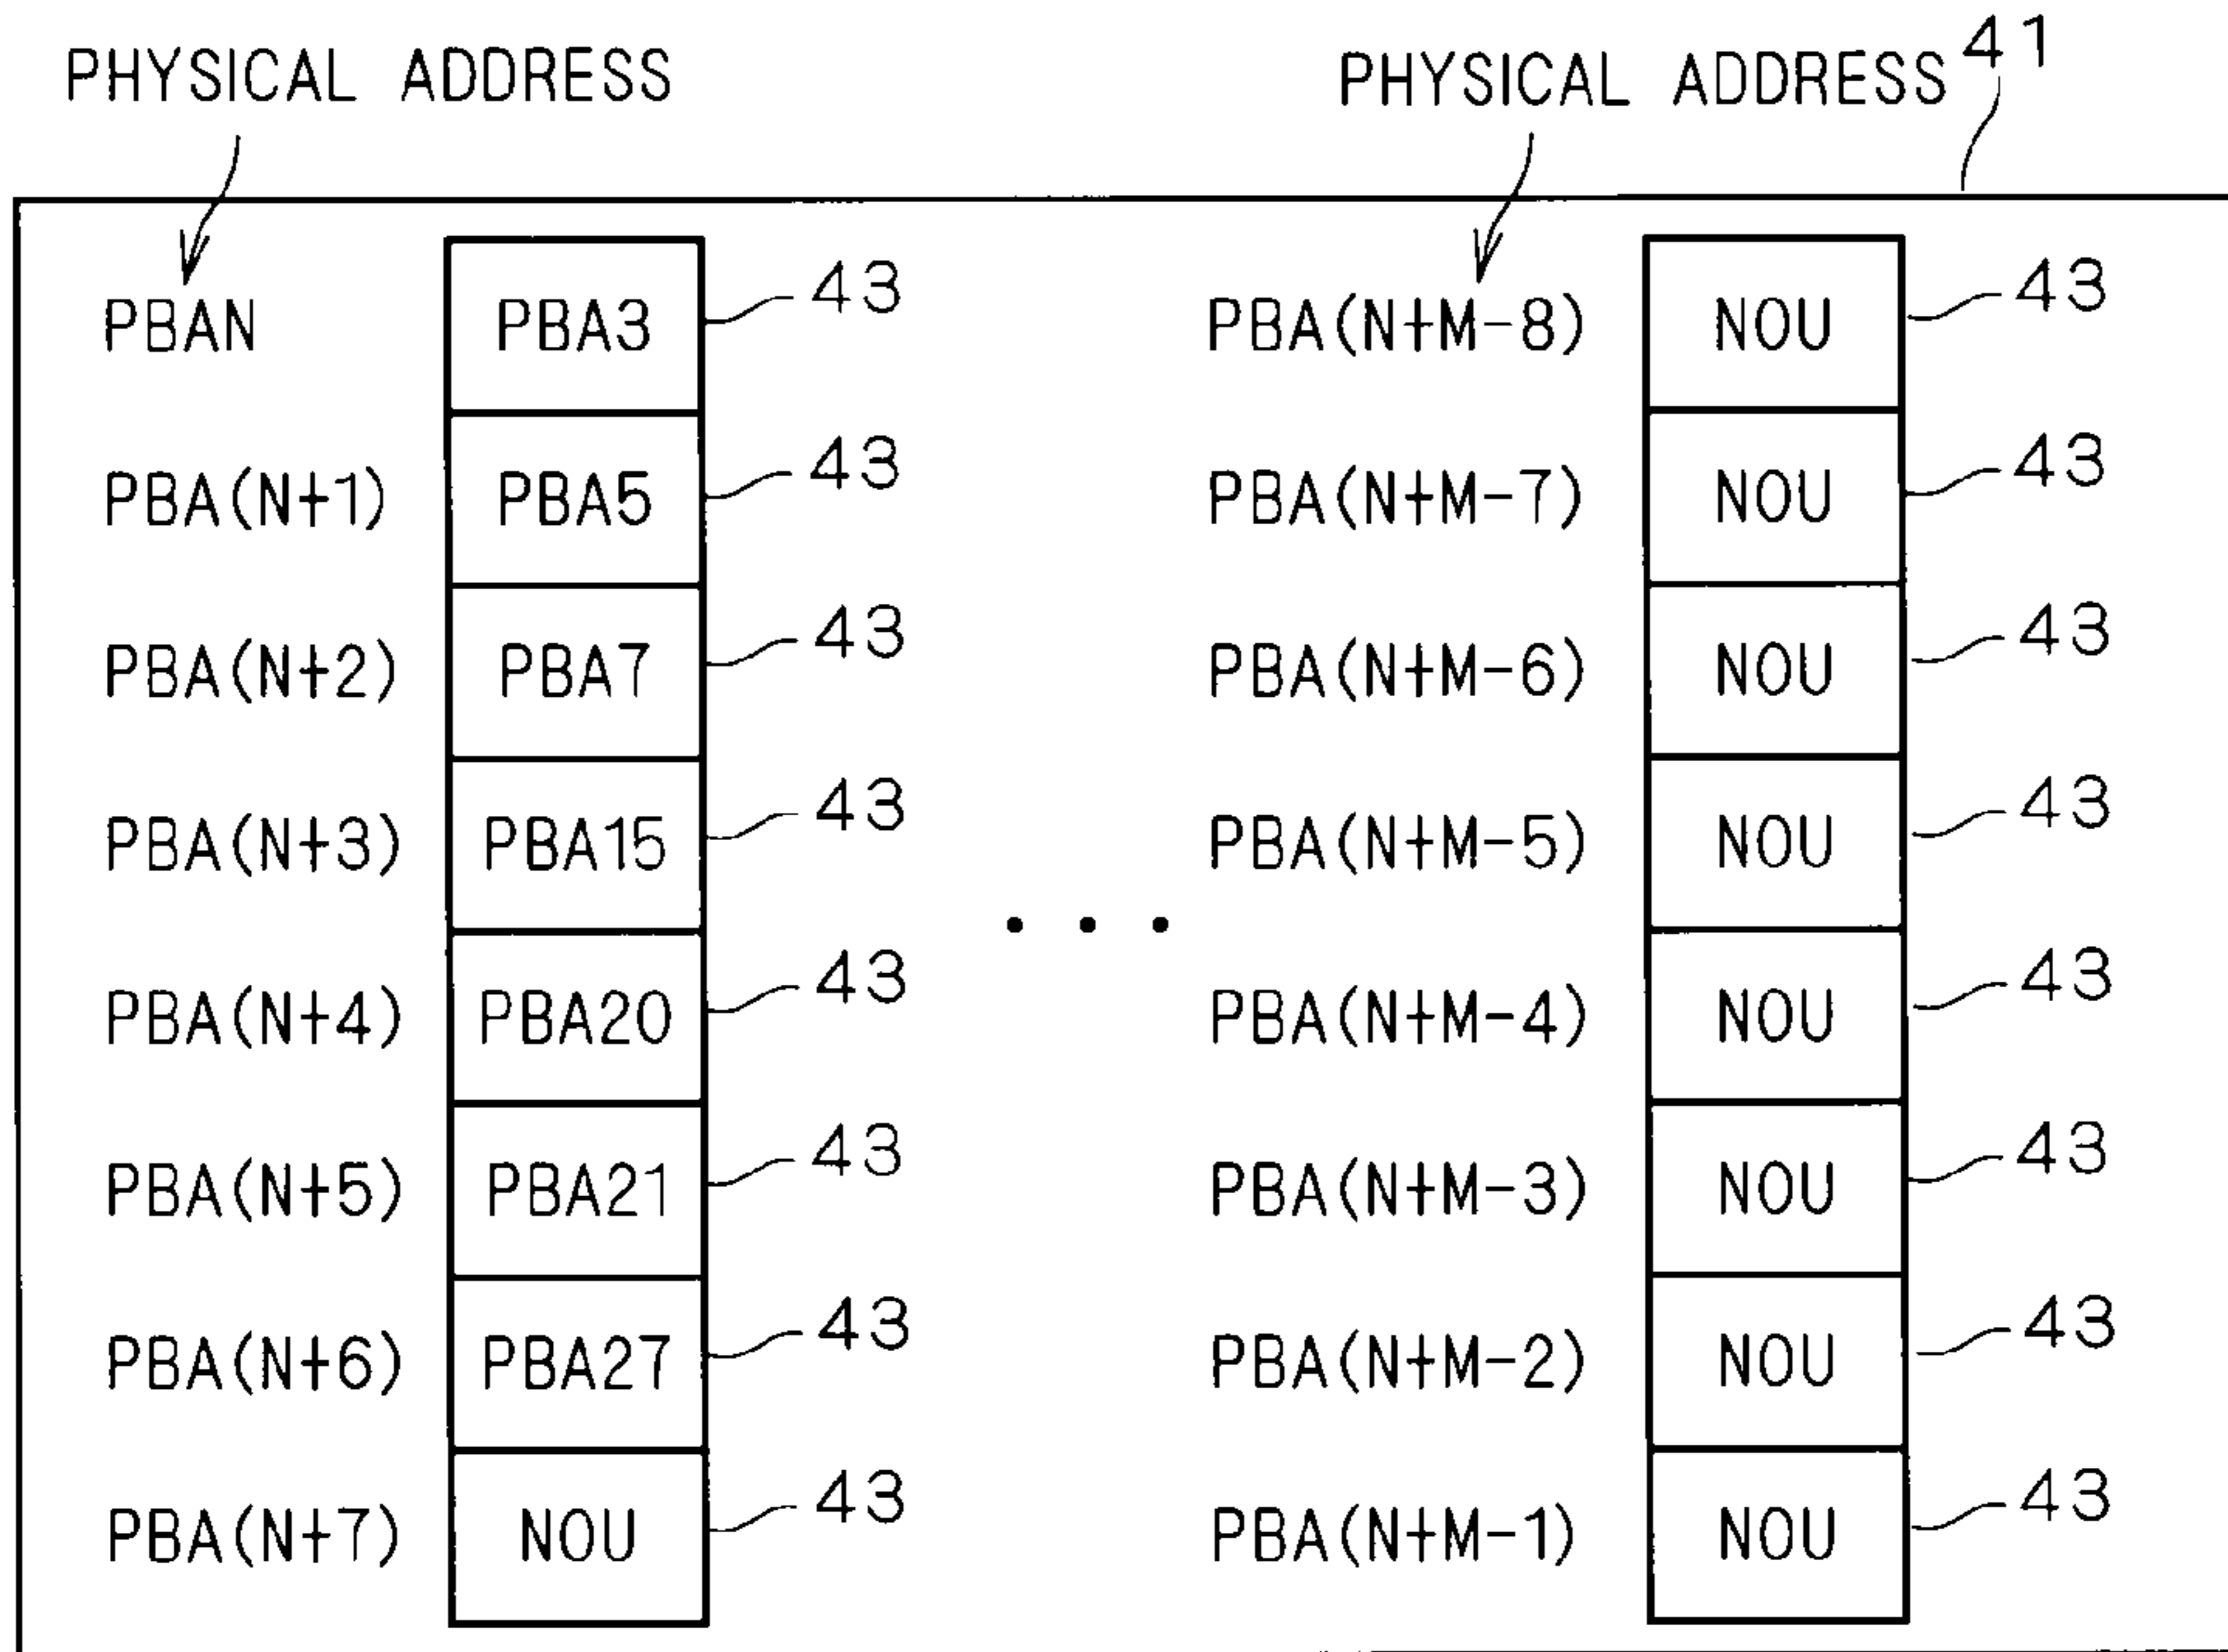 PHYSICAL ADDRESS PHYSICAL ADDRESS 41
PBAN PBA3 43 PBA(N+M-8) NOU 43
PBA(N+1) PBA5 43 PBA(N+M-7) NOU 43
PBA(N+2) PBA7 43 PBA(N+M-6) NOU 43
PBA(N+3) PBA15 43 PBA(N+M-5) NOU 43
PBA(N+4) PBA20 43 PBA(N+M-4) NOU 43
PBA(N+5) PBA21 43 PBA(N+M-3) NOU 43
PBA(N+6) PBA27 43 PBA(N+M-2) NOU 43
PBA(N+7) NOU 43 PBA(N+M-1) NOU 43